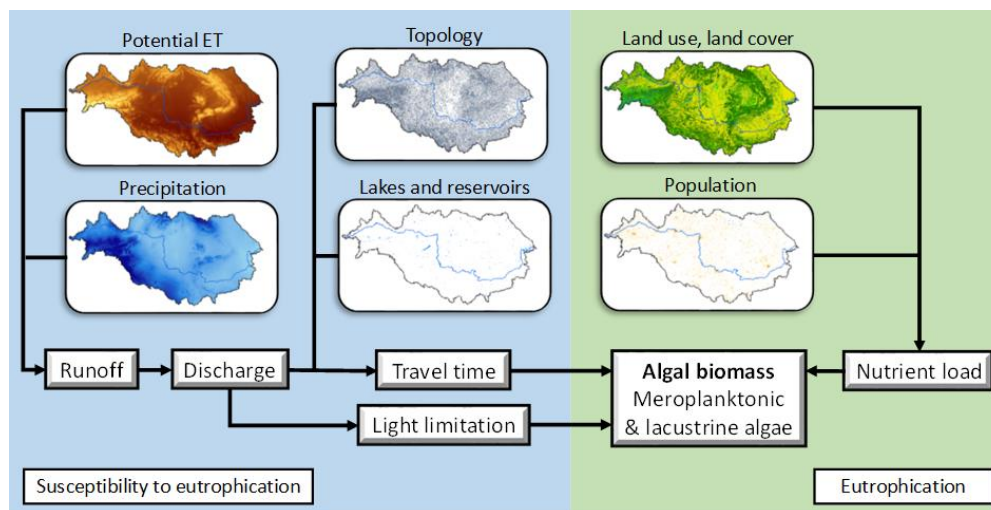 Potential ET
Topology
Land use, land cover
Precipitation
Lakes and reservoirs
Population
Runoff
Discharge
Travel time
Algal biomass
Meroplanktonic
& lacustrine algae
Nutrient load
Light limitation
Susceptibility to eutrophication
Eutrophication